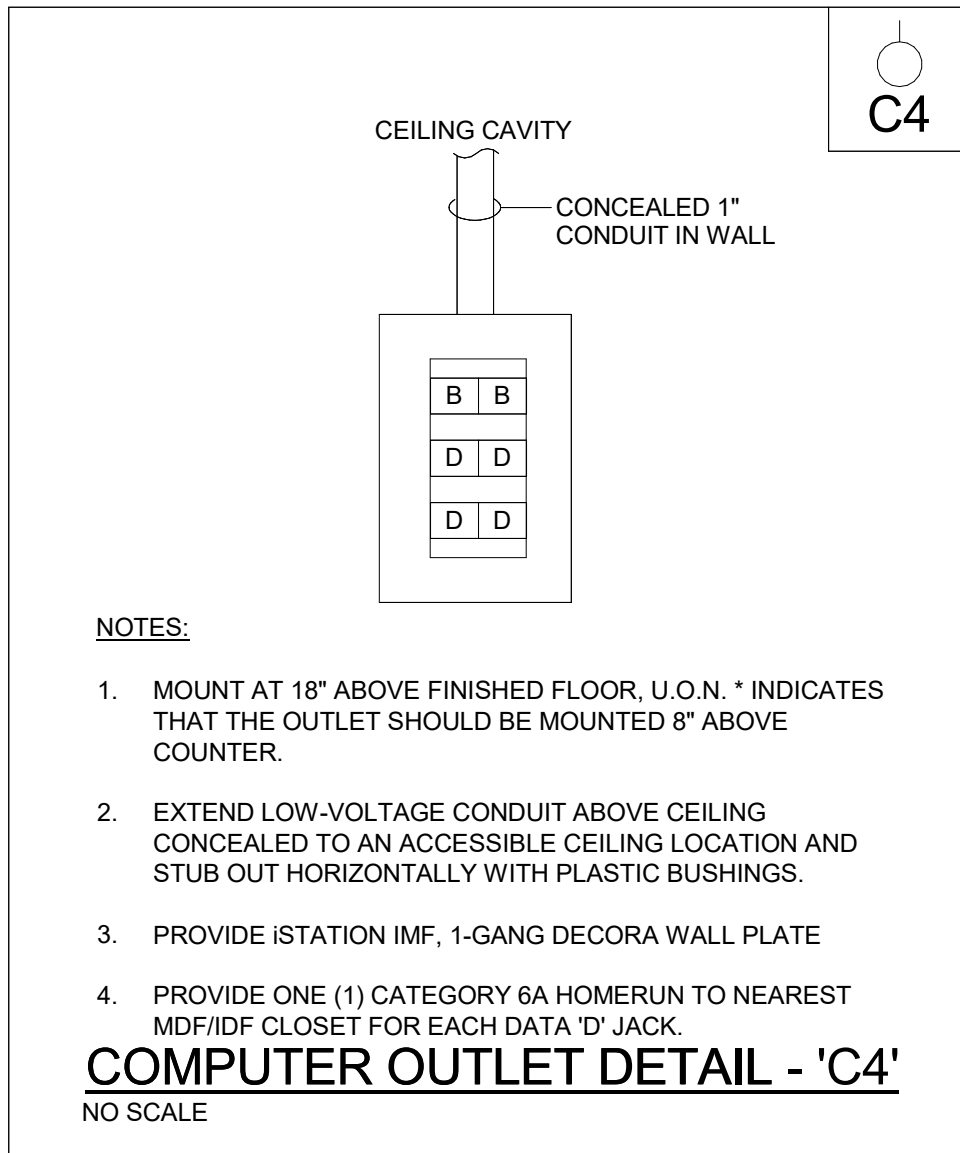 C4
CEILING CAVITY
CONCEALED 1"
CONDUIT IN WALL
B B
D D
D D
NOTES:
1. MOUNT AT 18" ABOVE FINISHED FLOOR, U.O.N. * INDICATES
THAT THE OUTLET SHOULD BE MOUNTED 8" ABOVE
COUNTER.
2. EXTEND LOW-VOLTAGE CONDUIT ABOVE CEILING
CONCEALED TO AN ACCESSIBLE CEILING LOCATION AND
STUB OUT HORIZONTALLY WITH PLASTIC BUSHINGS.
3. PROVIDE iSTATION IMF, 1-GANG DECORA WALL PLATE
4. PROVIDE ONE (1) CATEGORY 6A HOMERUN TO NEAREST
MDF/IDF CLOSET FOR EACH DATA 'D' JACK.
COMPUTER OUTLET DETAIL - 'C4'
NO SCALE